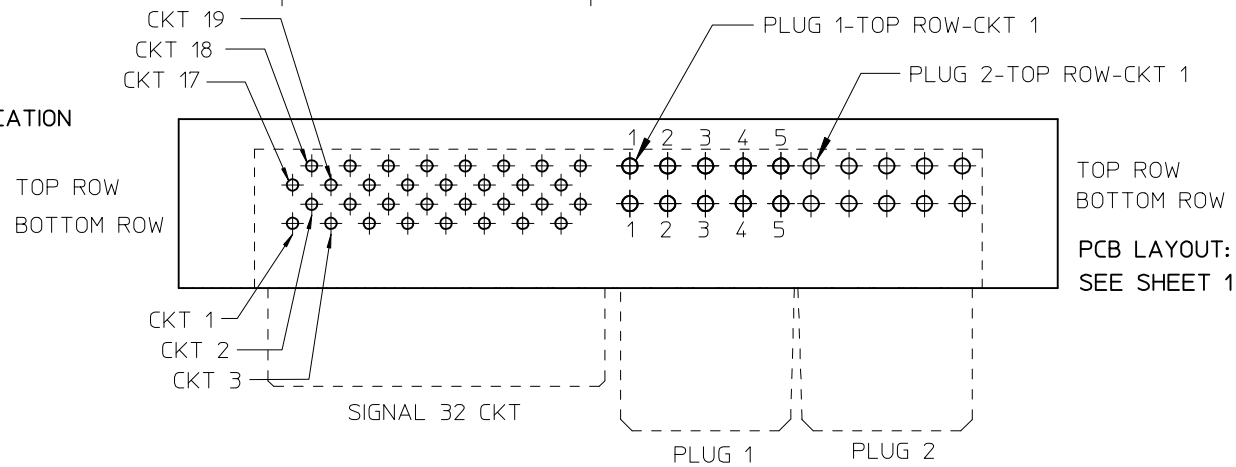 CKT 19
PLUG 1-TOP ROW-CKT 1
CKT 18
CKT 17
PLUG 2-TOP ROW-CKT 1
CATION
1 2 3 4 5
TOP ROW
BOTTOM ROW
TOP ROW
BOTTOM ROW
1 2 3 4 5
PCB LAYOUT:
SEE SHEET 1
CKT 1
CKT 2
CKT 3
SIGNAL 32 CKT
PLUG 1
PLUG 2